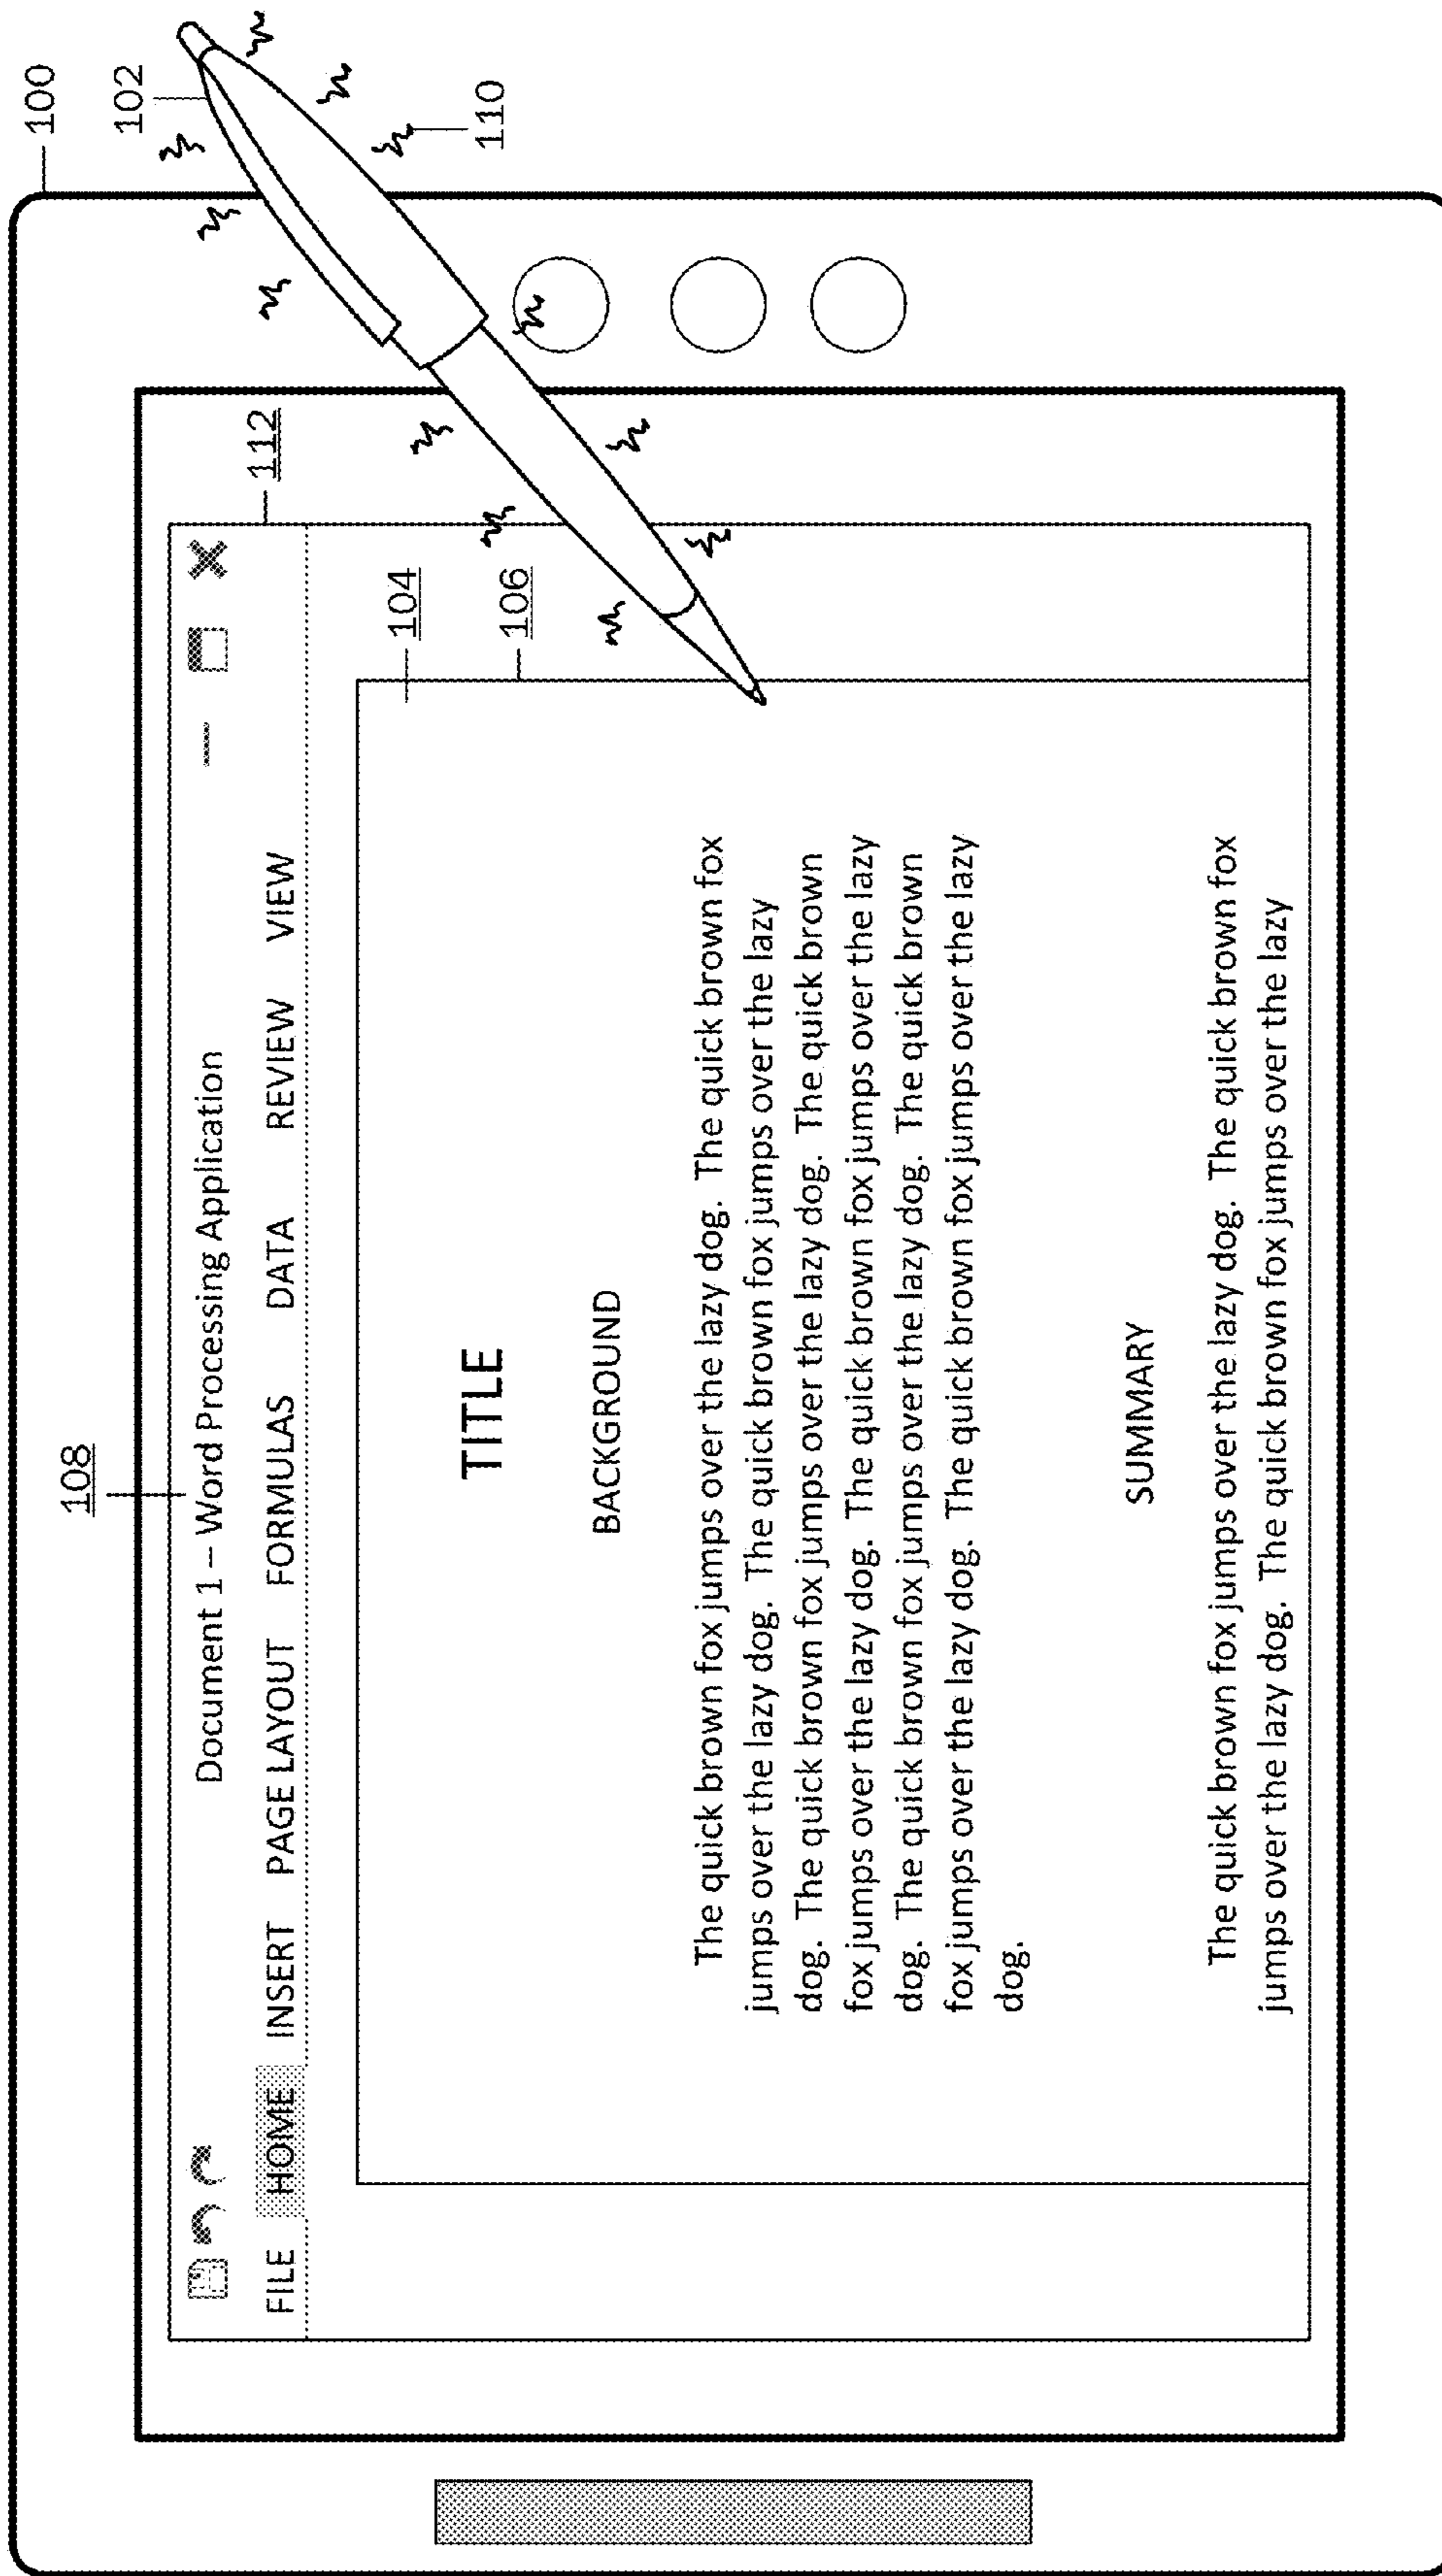 100
102
108
110
Document 1 – Word Processing Application
112
FILE HOME INSERT PAGE LAYOUT FORMULAS DATA REVIEW VIEW
104
TITLE
106
BACKGROUND
The quick brown fox jumps over the lazy dog. The quick brown fox
jumps over the lazy dog. The quick brown fox jumps over the lazy
dog. The quick brown fox jumps over the lazy dog. The quick brown
fox jumps over the lazy dog. The quick brown fox jumps over the lazy
dog. The quick brown fox jumps over the lazy dog. The quick brown
fox jumps over the lazy dog. The quick brown fox jumps over the lazy
dog.
SUMMARY
The quick brown fox jumps over the lazy dog. The quick brown fox
jumps over the lazy dog. The quick brown fox jumps over the lazy